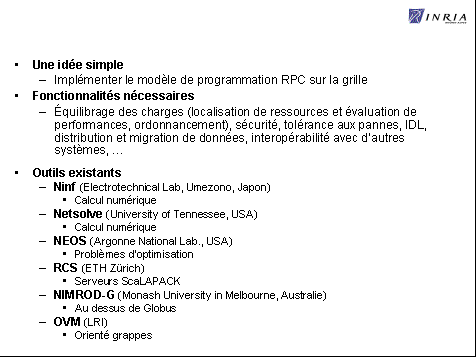 INRIA
• Une idée simple
– Implémenter le modèle de programmation RPC sur la grille
• Fonctionnalités nécessaires
– Équilibrage des charges (localisation de ressources et évaluation de
performances, ordonnancement), sécurité, tolérance aux pannes, IDL,
distribution et migration de données, interopérabilité avec d'autres
systèmes, …
• Outils existants
– Ninf (Electrotechnical Lab, Umezono, Japon)
• Calcul numérique
– Netsolve (University of Tennessee, USA)
• Calcul numérique
– NEOS (Argonne National Lab., USA)
• Problèmes d'optimisation
– RCS (ETH Zürich)
• Serveurs ScaLAPACK
– NIMROD-G (Monash University in Melbourne, Australie)
• Au dessus de Globus
– OVM (LRI)
• Orienté grappes